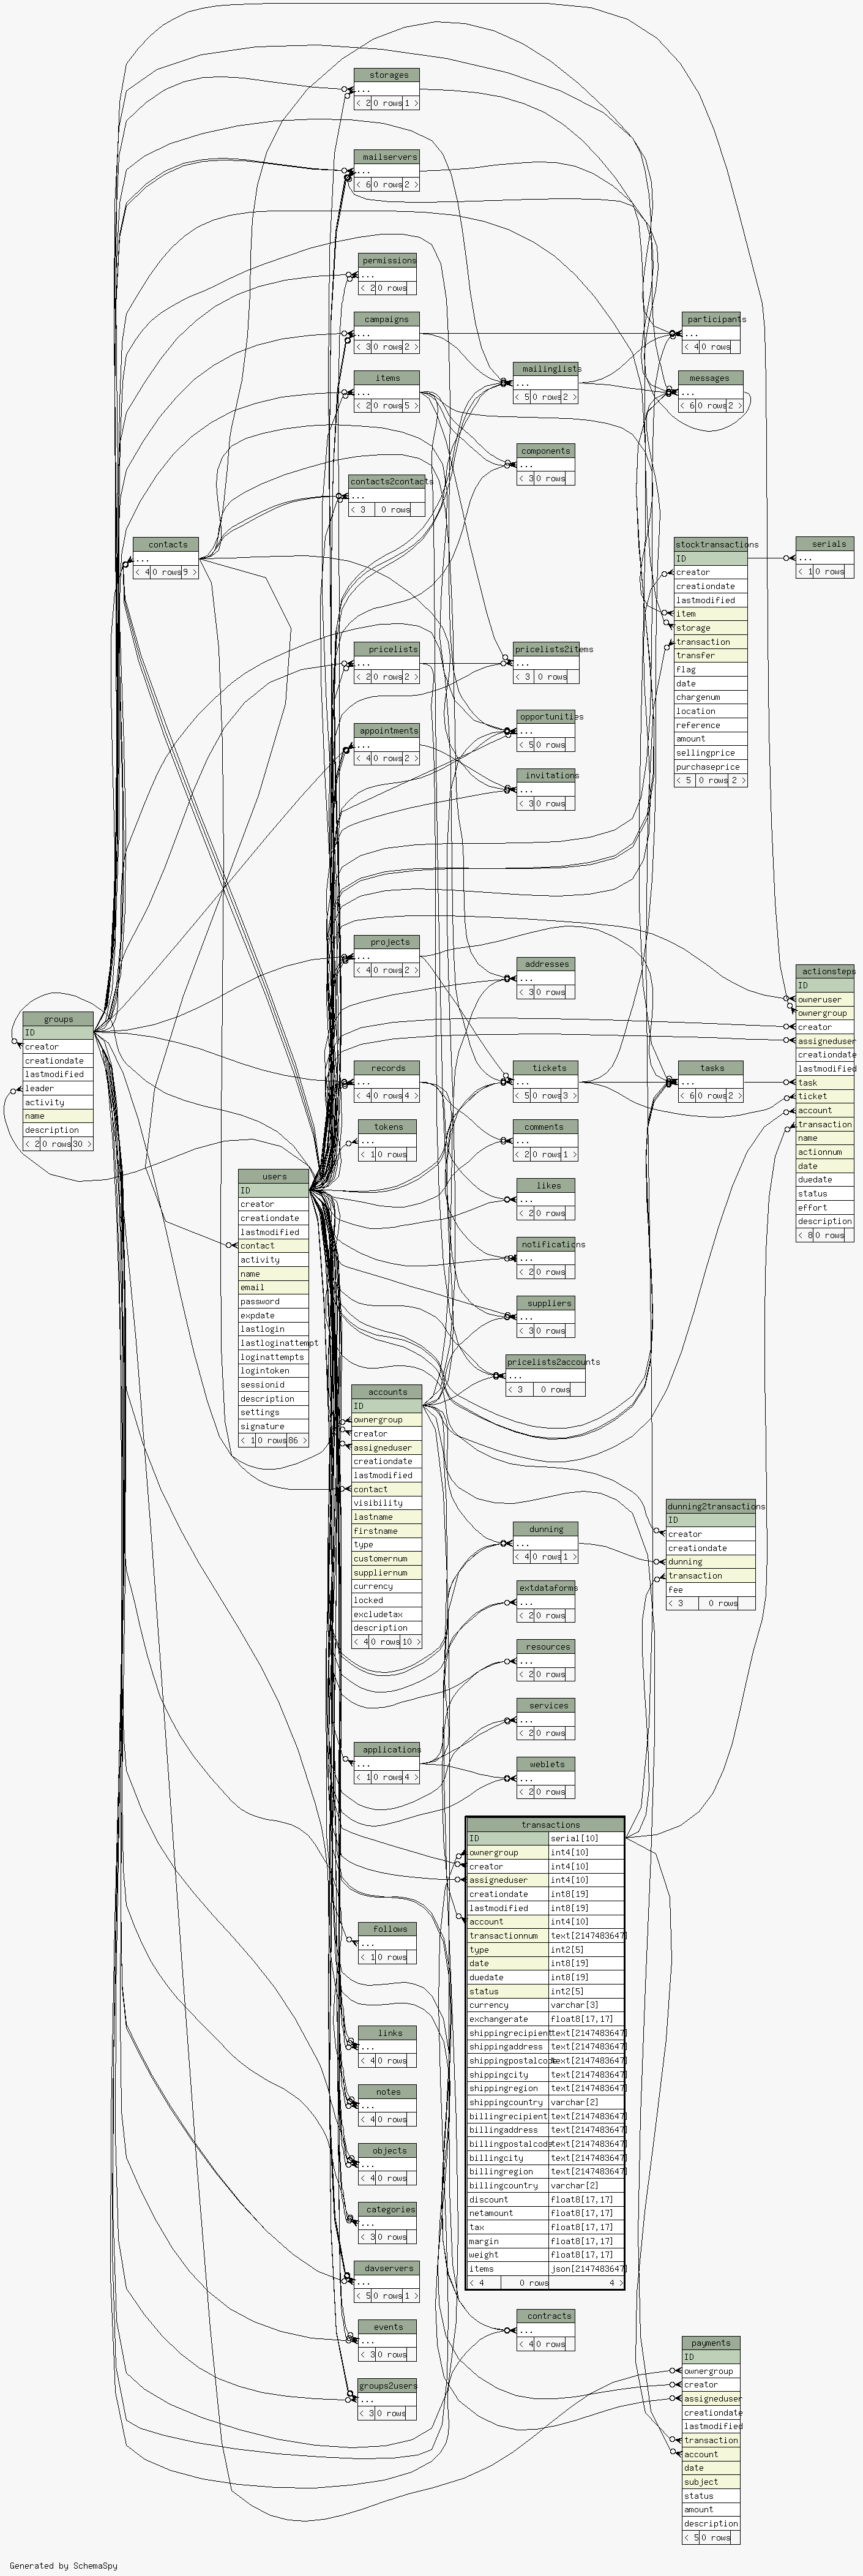 storages
...
< 2 0 rows 1 >
mailservers
...
< 6 0 rows 2 >
permissions
...
< 2 0 rows
campaigns
...
< 3 0 rows 2 >
participants
...
< 4 0 rows
mailinglists
...
< 5 0 rows 2 >
items
...
< 2 0 rows 5 >
messages
...
< 6 0 rows 2 >
components
...
< 3 0 rows
contacts2contacts
...
< 3 0 rows
contacts
...
< 4 0 rows 9 >
stocktransactions
ID
creator
creationdate
lastmodified
item
storage
transaction
transfer
flag
date
chargenum
location
reference
amount
sellingprice
purchaseprice
< 5 0 rows 2 >
serials
...
< 1 0 rows
pricelists
...
< 2 0 rows 2 >
pricelists2items
...
< 3 0 rows
opportunities
...
< 5 0 rows
appointments
...
< 4 0 rows 2 >
invitations
...
< 3 0 rows
projects
...
< 4 0 rows 2 >
addresses
...
< 3 0 rows
actionsteps
ID
owneruser
ownergroup
creator
assigneduser
creationdate
lastmodified
task
ticket
account
transaction
name
actionnum
date
duedate
status
effort
description
< 8 0 rows
groups
ID
creator
creationdate
lastmodified
leader
activity
name
description
< 2 0 rows 30 >
records
...
< 4 0 rows 4 >
tickets
...
< 5 0 rows 3 >
tasks
...
< 6 0 rows 2 >
tokens
...
< 1 0 rows
comments
...
< 2 0 rows 1 >
users
ID
creator
creationdate
lastmodified
contact
activity
name
email
password
expdate
lastlogin
lastloginattempt
loginattempts
logintoken
sessionid
description
settings
signature
< 1 0 rows 86 >
likes
...
< 2 0 rows
notifications
...
< 2 0 rows
suppliers
...
< 3 0 rows
pricelists2accounts
...
< 3 0 rows
accounts
ID
ownergroup
creator
assigneduser
creationdate
lastmodified
contact
visibility
lastname
firstname
type
customernum
suppliernum
currency
locked
excludetax
description
< 4 0 rows 10 >
dunning2transactions
ID
creator
creationdate
dunning
transaction
fee
< 3 0 rows
dunning
...
< 4 0 rows 1 >
extdataforms
...
< 2 0 rows
resources
...
< 2 0 rows
services
...
< 2 0 rows
applications
...
< 1 0 rows 4 >
weblets
...
< 2 0 rows
transactions
ID serial[10]
ownergroup int4[10]
creator int4[10]
assigneduser int4[10]
creationdate int8[19]
lastmodified int8[19]
account int4[10]
transactionnum text[2147483647]
type int2[5]
date int8[19]
duedate int8[19]
status int2[5]
currency varchar[3]
exchangerate float8[17,17]
shippingrecipient text[2147483647]
shippingaddress text[2147483647]
shippingpostalcode text[2147483647]
shippingcity text[2147483647]
shippingregion text[2147483647]
shippingcountry varchar[2]
billingrecipient text[2147483647]
billingaddress text[2147483647]
billingpostalcode text[2147483647]
billingcity text[2147483647]
billingregion text[2147483647]
billingcountry varchar[2]
discount float8[17,17]
netamount float8[17,17]
tax float8[17,17]
margin float8[17,17]
weight float8[17,17]
items json[2147483647]
< 4 0 rows 4 >
follows
...
< 1 0 rows
links
...
< 4 0 rows
notes
...
< 4 0 rows
objects
...
< 4 0 rows
categories
...
< 3 0 rows
davservers
...
< 5 0 rows 1 >
contracts
...
< 4 0 rows
events
...
< 3 0 rows
groups2users
...
< 3 0 rows
payments
ID
ownergroup
creator
assigneduser
creationdate
lastmodified
transaction
account
date
subject
status
amount
description
< 5 0 rows
Generated by SchemaSpy